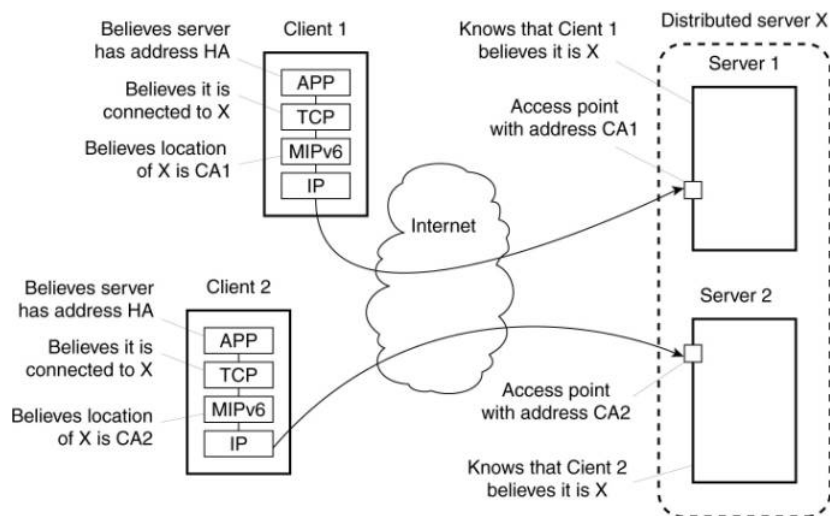 Believes server
has address HA
Client 1
Believes it is
connected to X
Believes location
of X is CA1
APP
TCP
MIPv6
IP
Internet
Knows that Cient 1
believes it is X
Distributed server X
Server 1
Access point
with address CA1
Believes server
has address HA
Client 2
Believes it is
connected to X
Believes location
of X is CA2
APP
TCP
MIPv6
IP
Server 2
Access point
with address CA2
Knows that Cient 2
believes it is X